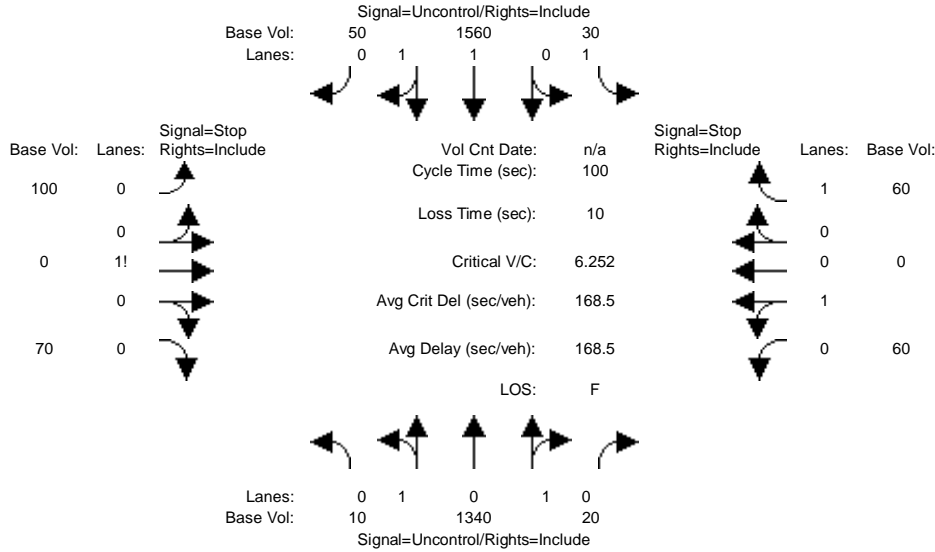 Signal=Uncontrol/Rights=Include
Base Vol: 50 1560 30
Lanes: 0 1 1 0 1
Signal=Stop Signal=Stop
Base Vol: Lanes: Rights=Include Vol Cnt Date: n/a Rights=Include Lanes: Base Vol:
Cycle Time (sec): 100
100 0 1 60
Loss Time (sec): 10
0 0
0 1! Critical V/C: 6.252 0 0
0 Avg Crit Del (sec/veh): 168.5 1
70 0 Avg Delay (sec/veh): 168.5 0 60
LOS: F
Lanes: 0 1 0 1 0
Base Vol: 10 1340 20
Signal=Uncontrol/Rights=Include